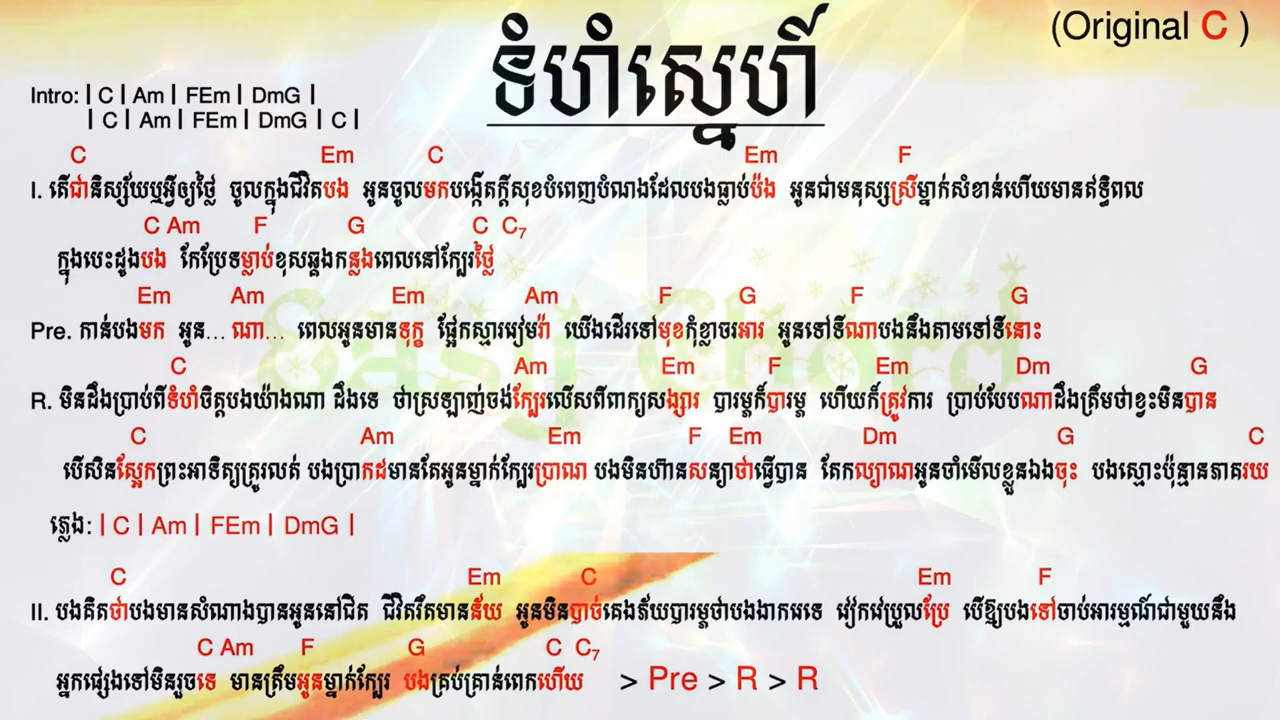 (Original C )
ទំហំស្នេហ៍
Intro: | C | Am | FEm | DmG |
| C | Am | FEm | DmG | C |
C Em C Em F
I. តើជានិស្ស័យឬអ្វីឲ្យថ្លៃ ចូលក្នុងជីវិតបង អូនចូលមកបង្កើតក្តីសុខបំពេញបំណងដែលបងធ្លាប់ប៉ង អូនជាមនុស្សស្រីម្នាក់សំខាន់ហើយមានឥទ្ធិពល
C Am F G C C7
ក្នុងបេះដូងបង កែប្រែទម្លាប់ខុសឆ្គងកន្លងពេលនៅក្បែរថ្លៃ
Em Am Em Am F G F G
Pre. កាន់បងមក អូន... ណា... ពេលអូនមានទុក្ខ ផ្អែកស្មារមៀមរ៉ា យើងដើរទៅមុខកុំខ្លាចរអារ អូនទៅទីណាបងនឹងតាមទៅទីនោះ
C Am Em F Em Dm G
R. មិនដឹងប្រាប់ពីទំហំចិត្តបងយ៉ាងណា ដឹងទេ ថាស្រឡាញ់ចង់ក្បែរលើសពីពាក្យសង្សារ បារម្ភក៏បារម្ភ ហើយក៏ត្រូវការ ប្រាប់បែបណាដឹងត្រឹមថាខ្វះមិនបាន
C Am Em F Em Dm G C
បើសិនស្អែកព្រះអាទិត្យត្រូវលត់ បងប្រាកដមានតែអូនម្នាក់ក្បែរប្រាណ បងមិនហ៊ានសន្យាថាធ្វើបាន តែកល្យាណអូនចាំមើលខ្លួនឯងចុះ បងស្មោះប៉ុន្មានភាគរយ
ភ្លេង: | C | Am | FEm | DmG |
C Em C Em F
II. បងគិតថាបងមានសំណាងបានអូននៅជិត ជីវិតរឹតមានន័យ អូនមិនបាច់គេងភ័យបារម្ភថាបងងាករេទេ វៀកវេប្រួលប្រែ បើឱ្យបងទៅចាប់អារម្មណ៍ជាមួយនឹង
C Am F G C C7
អ្នកផ្សេងទៅមិនរួចទេ មានត្រឹមអូនម្នាក់ក្បែរ បងគ្រប់គ្រាន់ពេកហើយ > Pre > R > R
Easy Chord